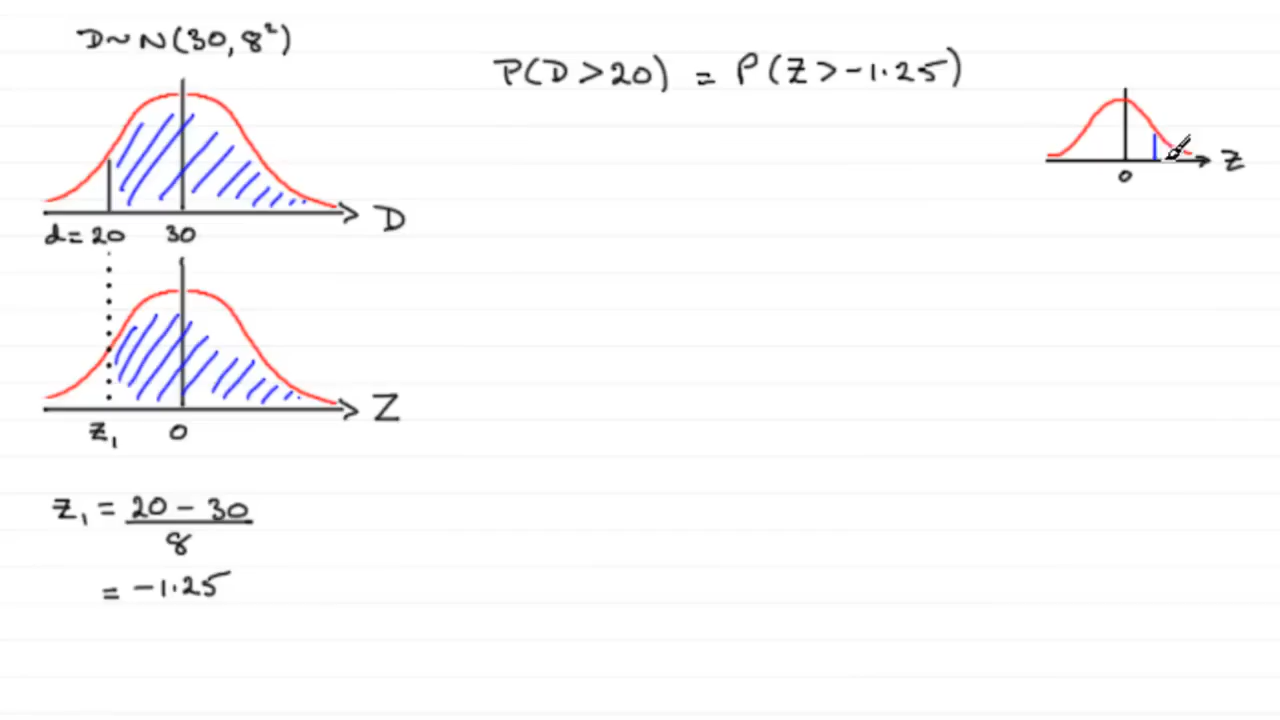 D ~ N(30, 8²)
P(D > 20) = P(Z > -1.25)
D
d = 20 30
0 Z
Z
z₁ 0
z₁ = 20 - 30
8
= -1.25